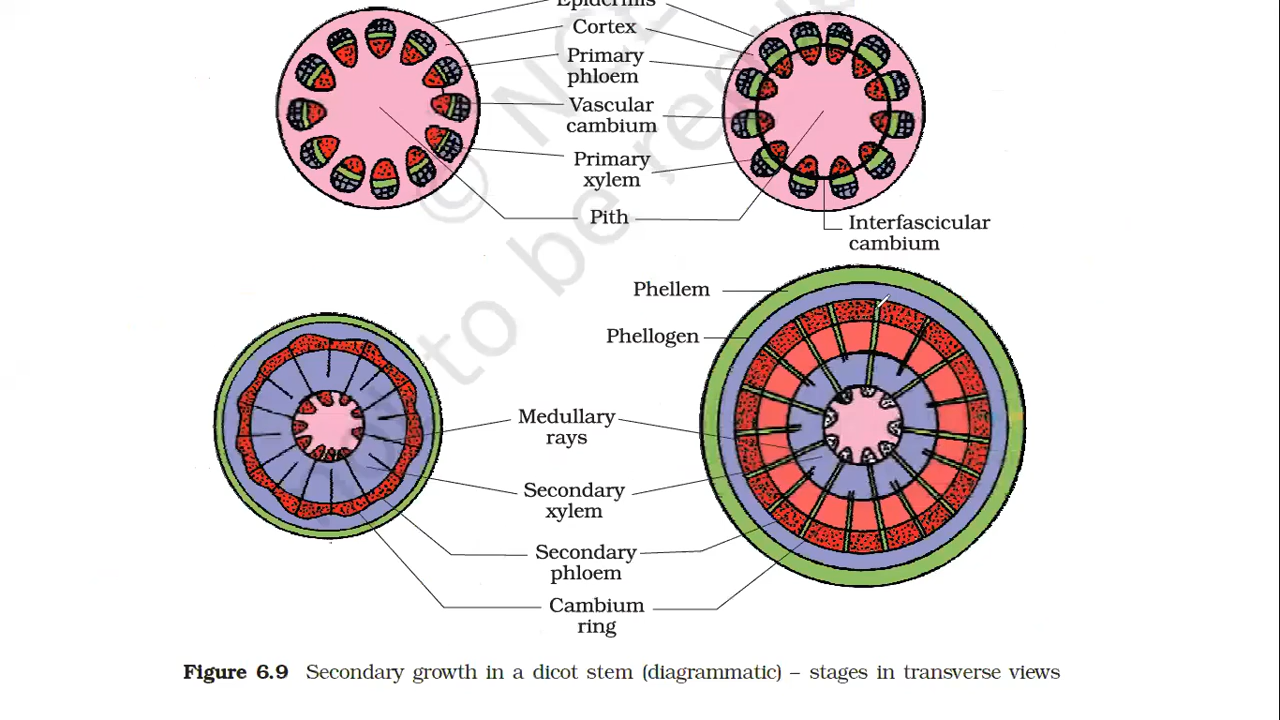 Epidermis
Cortex
Primary
phloem
Vascular
cambium
Primary
xylem
Pith
Interfascicular
cambium
Phellem
Phellogen
Medullary
rays
Secondary
xylem
Secondary
phloem
Cambium
ring
Figure 6.9 Secondary growth in a dicot stem (diagrammatic) – stages in transverse views